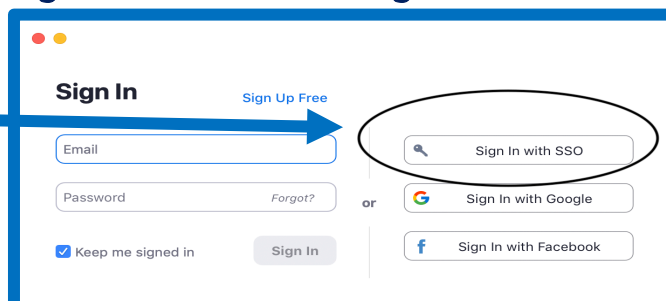 Sign In
Sign Up Free
Email
Password
Forgot?
Keep me signed in
Sign In
or
Sign In with SSO
Sign In with Google
Sign In with Facebook